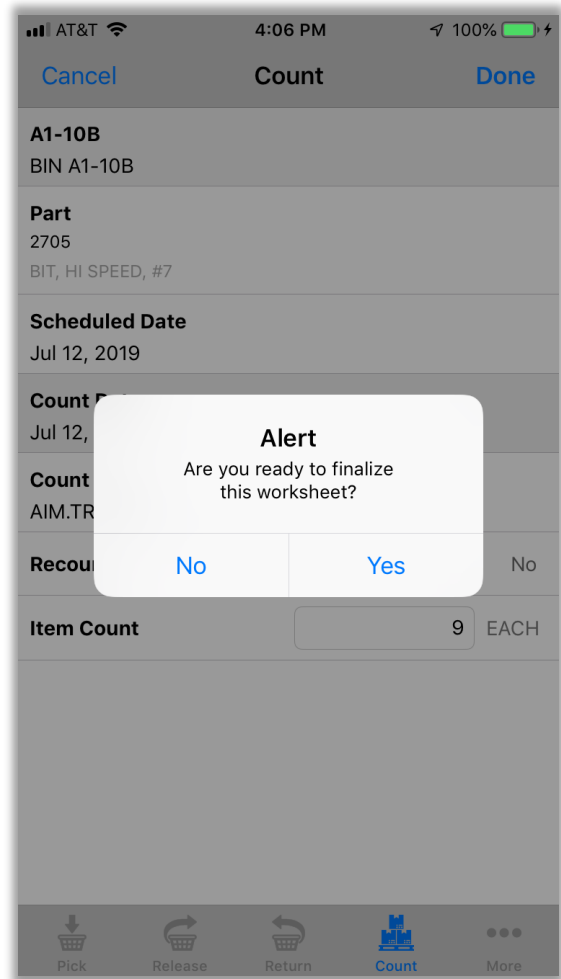 AT&T 4:06 PM 100%
Cancel Count Done
A1-10B
BIN A1-10B
Part
2705
BIT, HI SPEED, #7
Scheduled Date
Jul 12, 2019
Count
Jul 12,
Alert
Are you ready to finalize
this worksheet?
Count
AIM.TR
No Yes
No
Item Count 9 EACH
Pick Release Return Count More